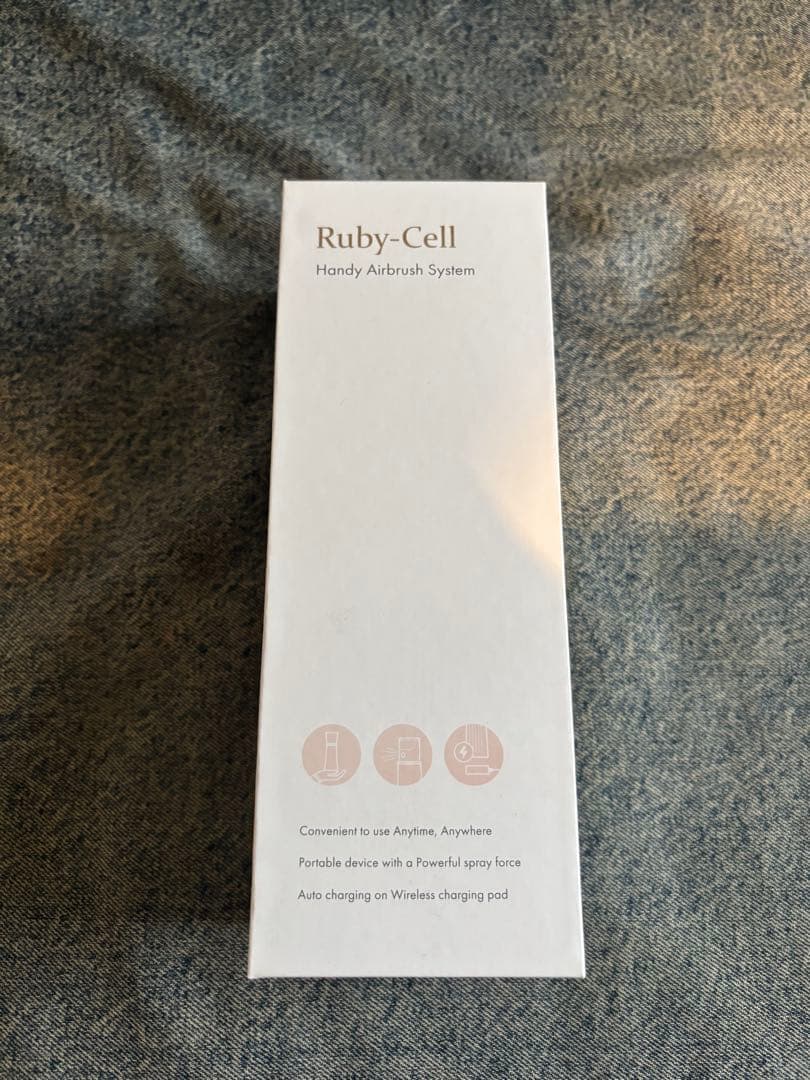 Ruby-Cell
Handy Airbrush System
Convenient to use Anytime, Anywhere
Portable device with a Powerful spray force
Auto charging on Wireless charging pad